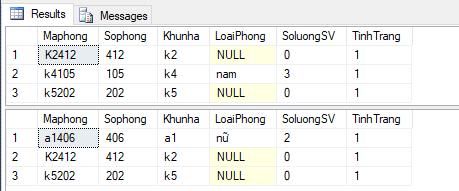 Results Messages
Maphong Sophong Khunha LoaiPhong SoluongSV TinhTrang
1 K2412 412 k2 NULL 0 1
2 k4105 105 k4 nam 3 1
3 k5202 202 k5 NULL 0 1
Maphong Sophong Khunha LoaiPhong SoluongSV TinhTrang
1 a1406 406 a1 nữ 2 1
2 K2412 412 k2 NULL 0 1
3 k5202 202 k5 NULL 0 1